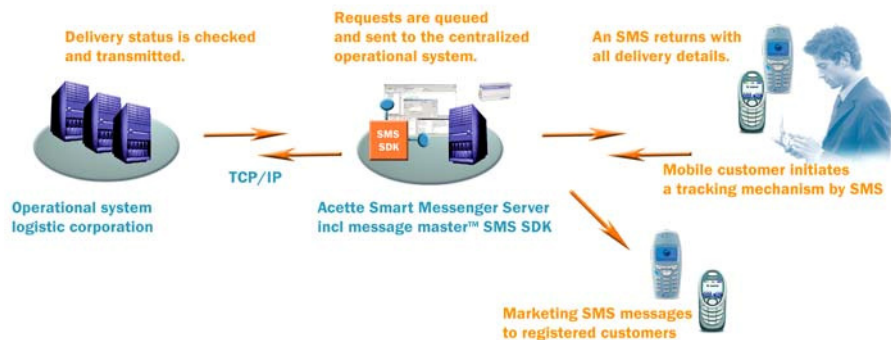 Delivery status is checked
and transmitted.
Requests are queued
and sent to the centralized
operational system.
An SMS returns with
all delivery details.
SMS
SDK
TCP/IP
Mobile customer initiates
a tracking mechanism by SMS
Operational system
logistic corporation
Acette Smart Messenger Server
incl message master™ SMS SDK
Marketing SMS messages
to registered customers